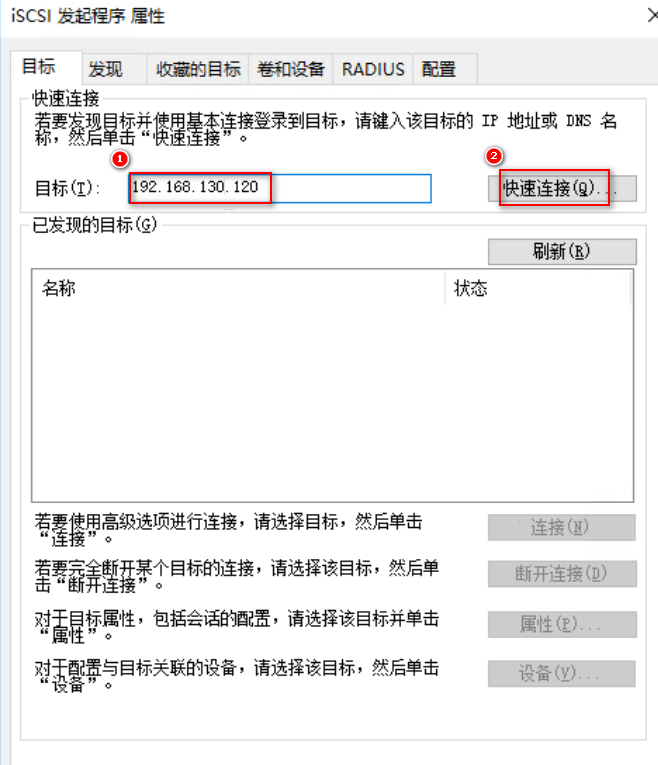 iSCSI 发起程序 属性
目标 发现 收藏的目标 卷和设备 RADIUS 配置
快速连接
若要发现目标并使用基本连接登录到目标，请键入该目标的 IP 地址或 DNS 名
称，然后单击“快速连接”。
1 2
目标(T): 192.168.130.120 快速连接(Q)...
已发现的目标(G)
刷新(R)
名称 状态
若要使用高级选项进行连接，请选择目标，然后单击
“连接”。
连接(N)
若要完全断开某个目标的连接，请选择该目标，然后单
击“断开连接”。
断开连接(D)
对于目标属性，包括会话的配置，请选择该目标并单击
“属性”。
属性(P)...
对于配置与目标关联的设备，请选择该目标，然后单击
“设备”。
设备(V)...